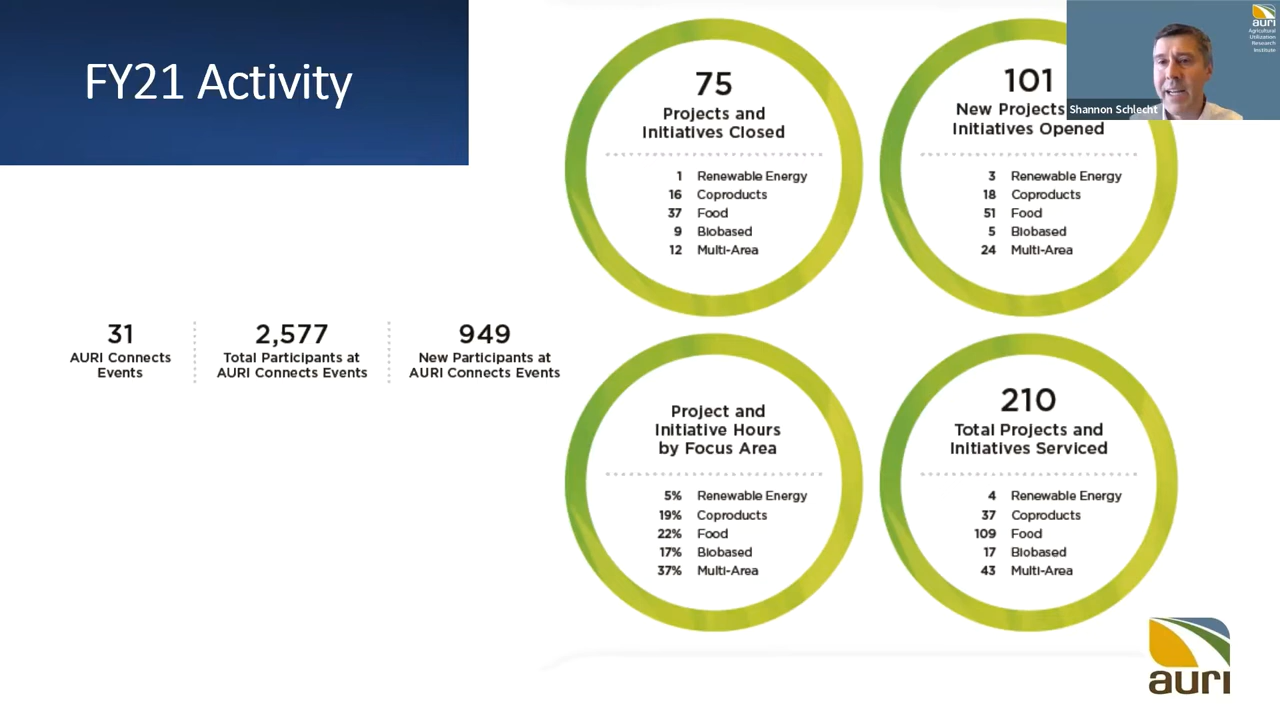 FY21 Activity
31
AURI Connects
Events
2,577
Total Participants at
AURI Connects Events
949
New Participants at
AURI Connects Events
75
Projects and
Initiatives Closed
1 Renewable Energy
16 Coproducts
37 Food
9 Biobased
12 Multi-Area
101
New Projects
Initiatives Opened
3 Renewable Energy
18 Coproducts
51 Food
5 Biobased
24 Multi-Area
Project and
Initiative Hours
by Focus Area
5% Renewable Energy
19% Coproducts
22% Food
17% Biobased
37% Multi-Area
210
Total Projects and
Initiatives Serviced
4 Renewable Energy
37 Coproducts
109 Food
17 Biobased
43 Multi-Area
Shannon Schlecht
auri
Agricultural
Utilization
Research
Institute
auri